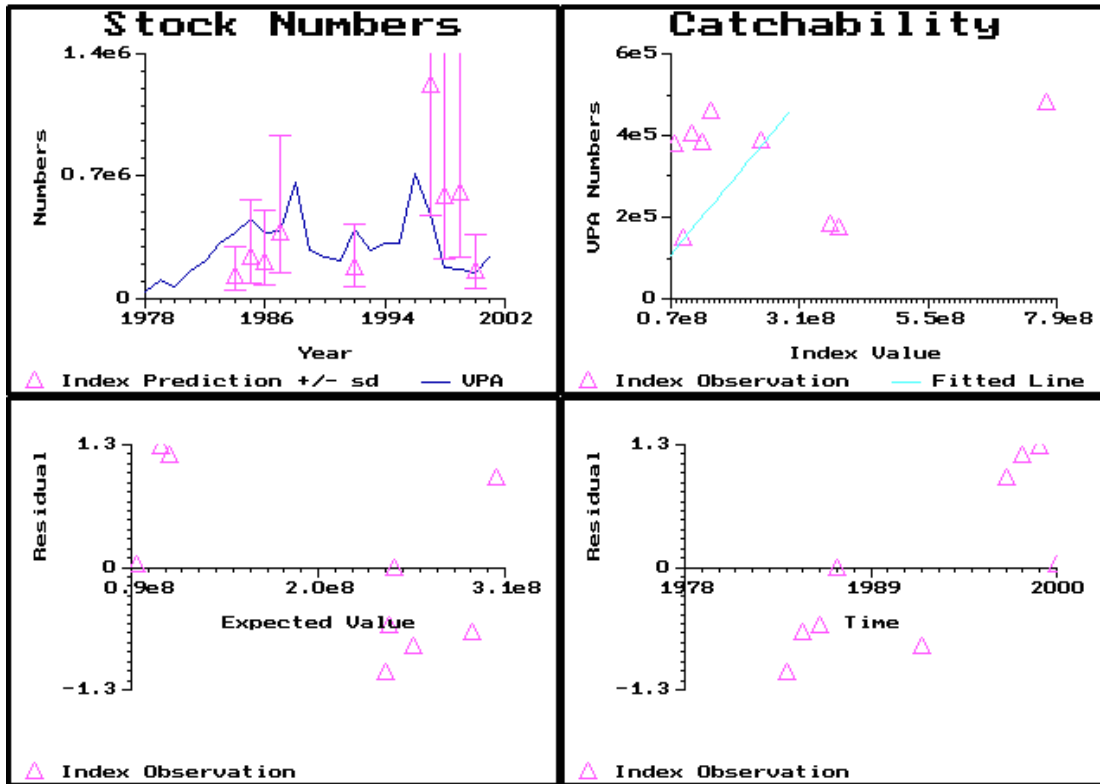 Stock Numbers
1.4e6
Numbers
0.7e6
0
1978 1986 1994 2002
Year
Index Prediction +/- sd VPA
Catchability
6e5
VPA Numbers
4e5
2e5
0
0.7e8 3.1e8 5.5e8 7.9e8
Index Value
Index Observation Fitted Line
1.3
Residual
0
0.9e8 2.0e8 3.1e8
Expected Value
-1.3
Index Observation
1.3
Residual
0
1978 1989 2000
Time
-1.3
Index Observation